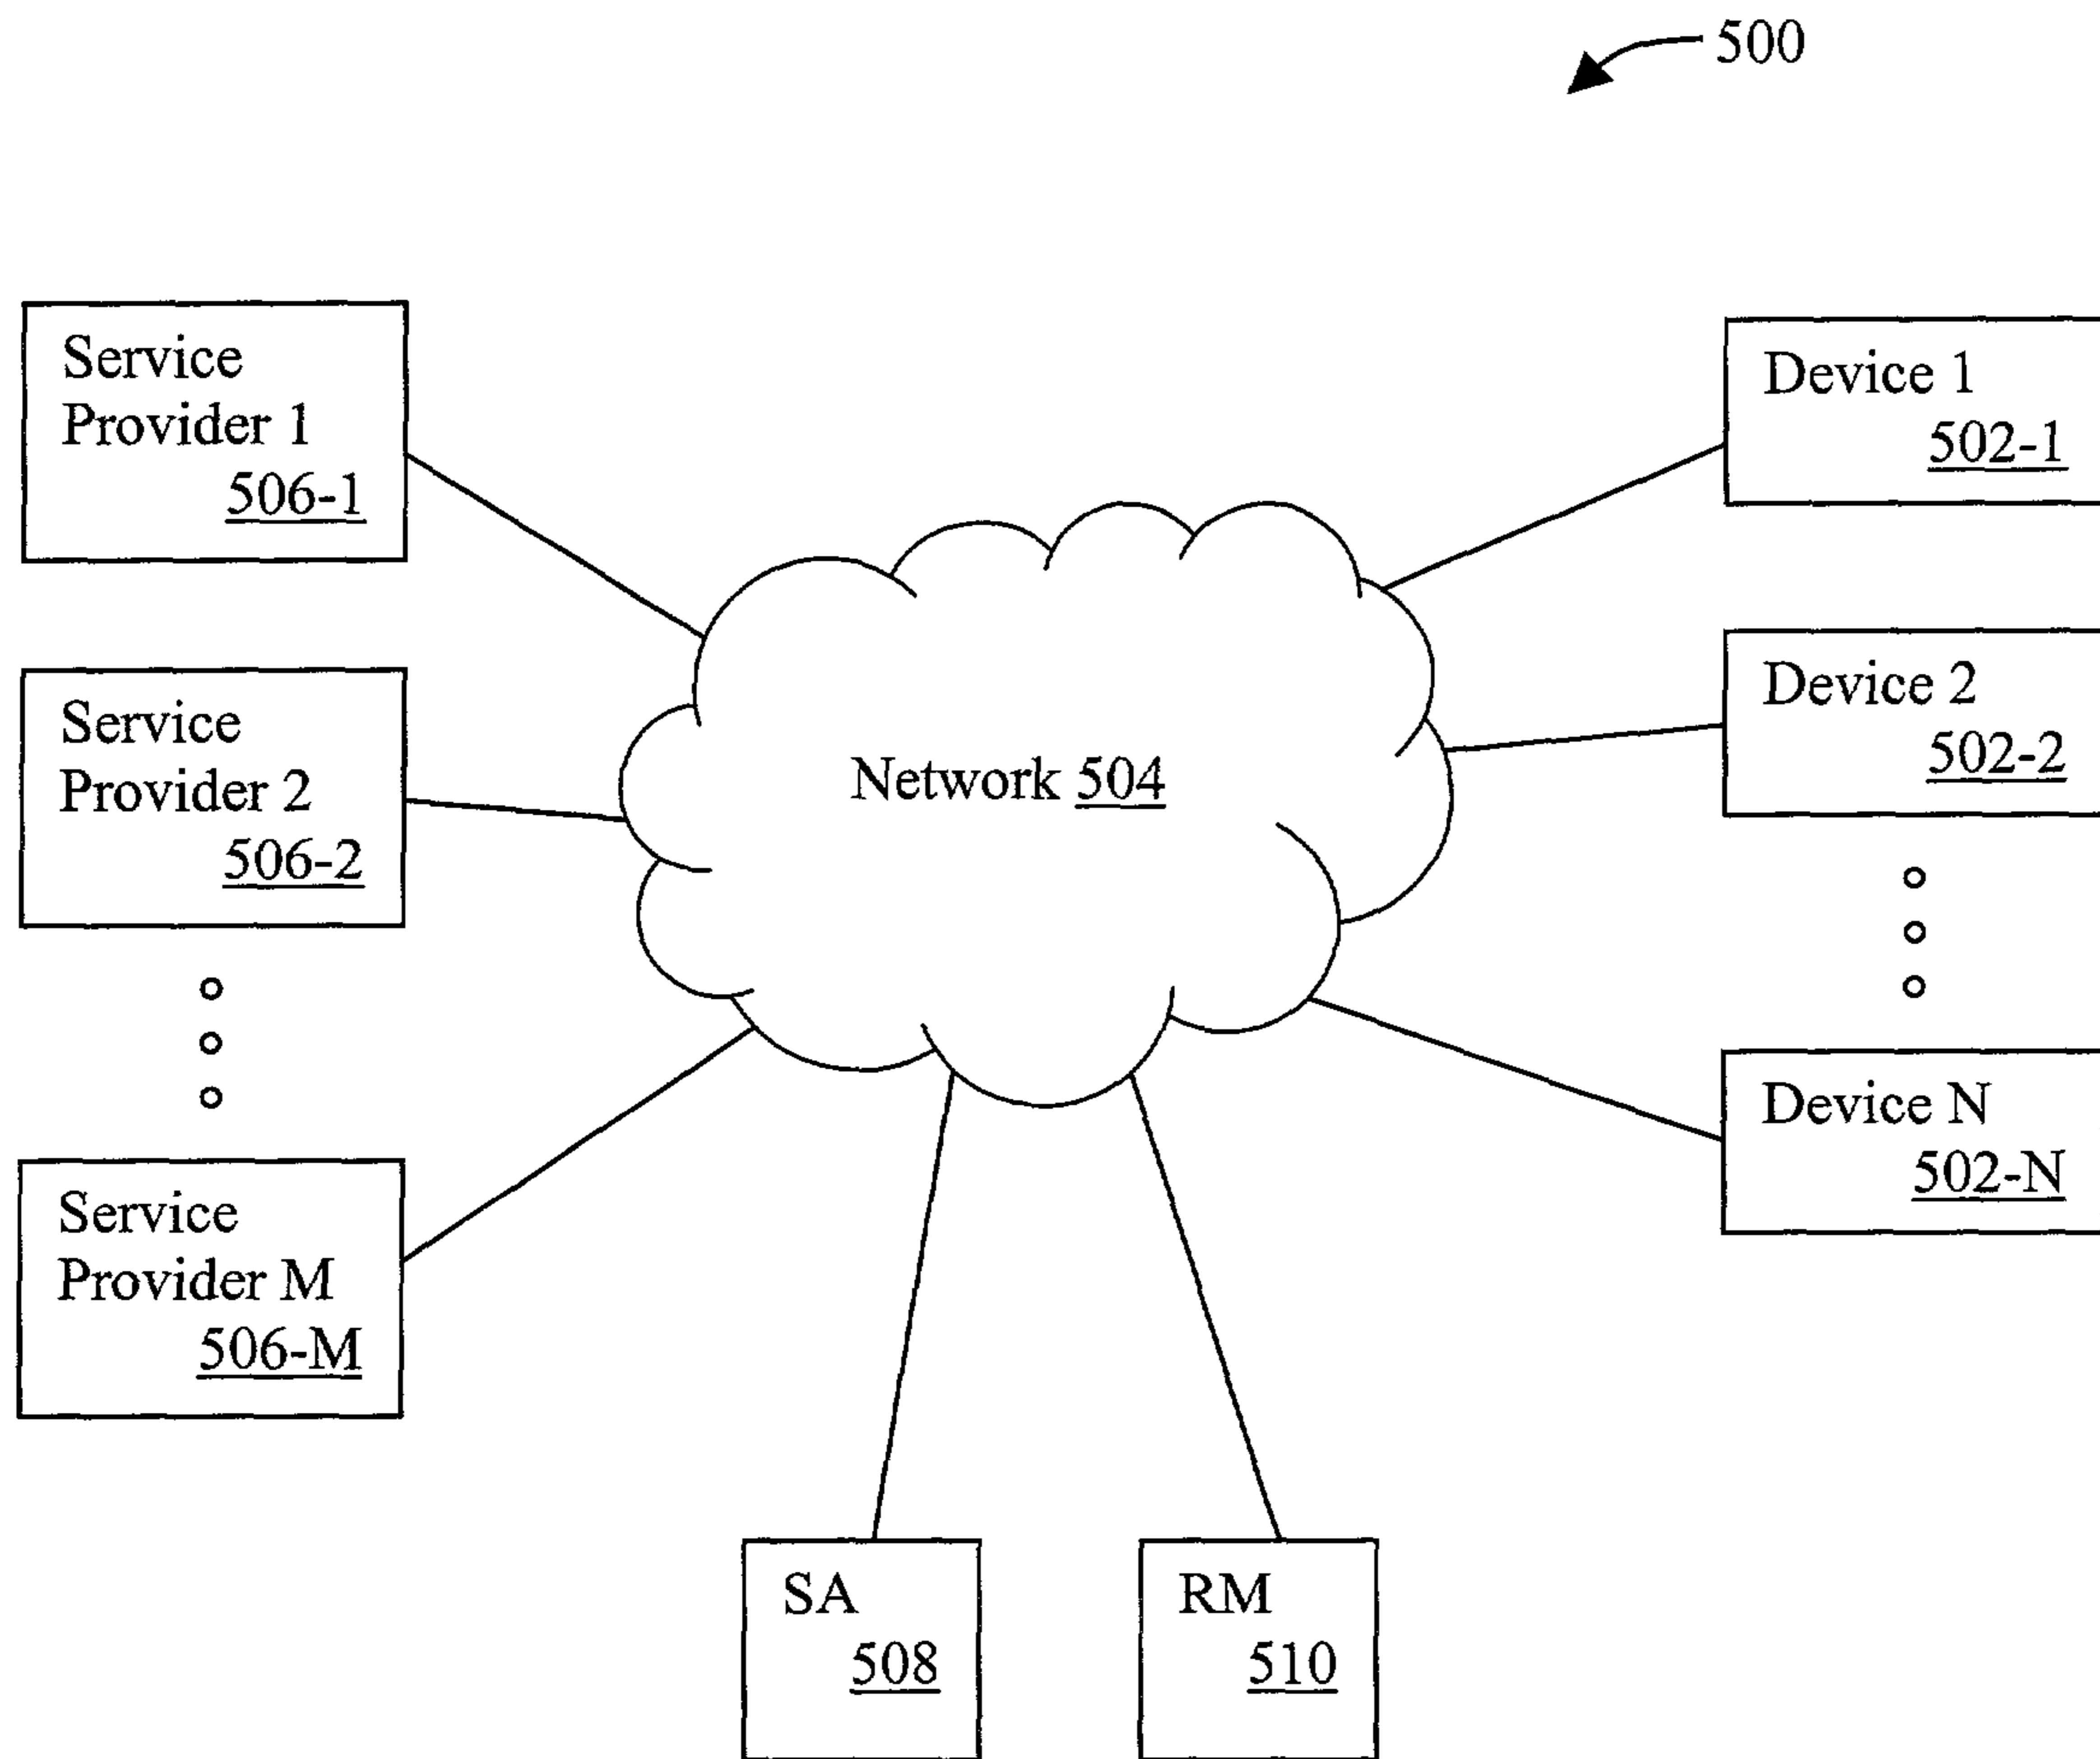 500
Service
Provider 1
506-1
Device 1
502-1
Service
Provider 2
506-2
Network 504
Device 2
502-2
Service
Provider M
506-M
Device N
502-N
SA
508
RM
510